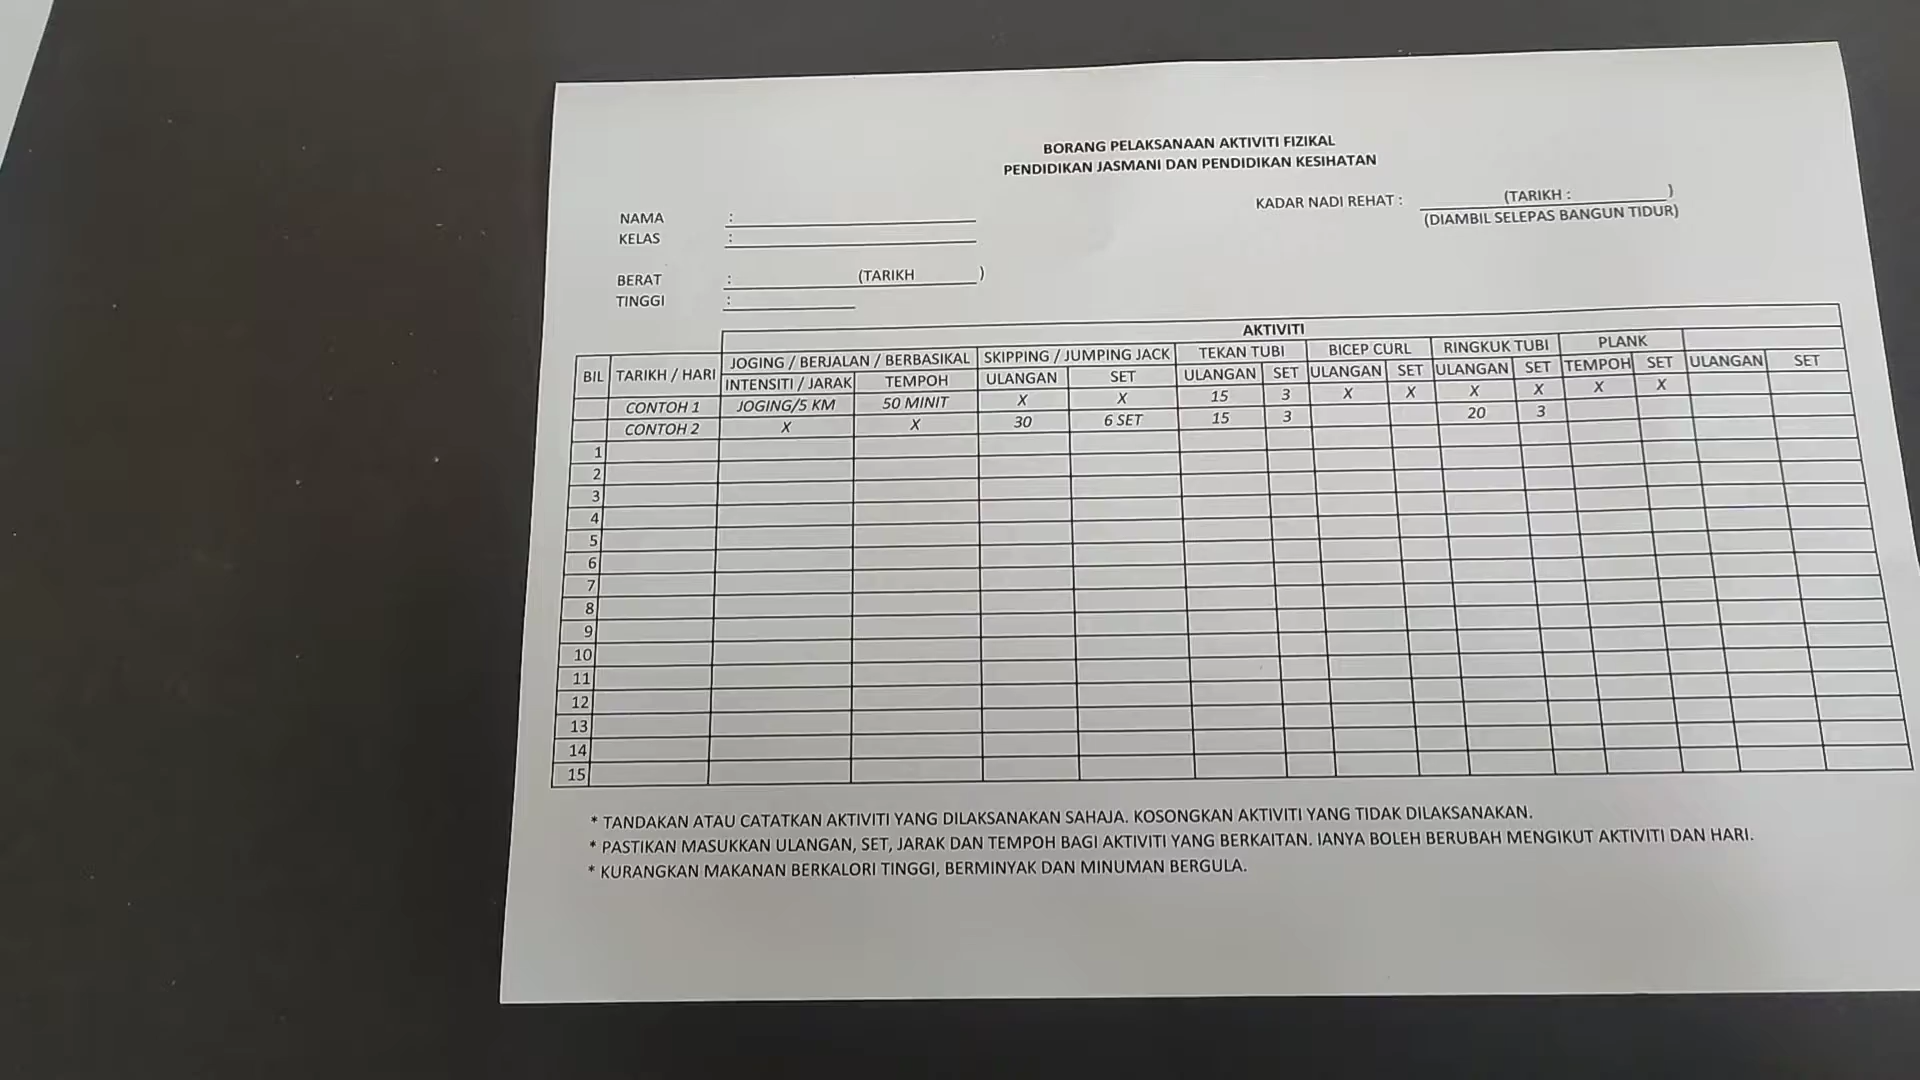 BORANG PELAKSANAAN AKTIVITI FIZIKAL
PENDIDIKAN JASMANI DAN PENDIDIKAN KESIHATAN
KADAR NADI REHAT : (TARIKH : )
(DIAMBIL SELEPAS BANGUN TIDUR)
NAMA :
KELAS :
BERAT : (TARIKH )
TINGGI :
AKTIVITI
BIL TARIKH / HARI JOGING / BERJALAN / BERBASIKAL SKIPPING / JUMPING JACK TEKAN TUBI BICEP CURL RINGKUK TUBI PLANK
INTENSITI / JARAK TEMPOH ULANGAN SET ULANGAN SET ULANGAN SET ULANGAN SET TEMPOH SET ULANGAN SET
CONTOH 1 JOGING/5 KM 50 MINIT X X 15 3 X X X X X X
CONTOH 2 X X 30 6 SET 15 3 20 3
1
2
3
4
5
6
7
8
9
10
11
12
13
14
15
* TANDAKAN ATAU CATATKAN AKTIVITI YANG DILAKSANAKAN SAHAJA. KOSONGKAN AKTIVITI YANG TIDAK DILAKSANAKAN.
* PASTIKAN MASUKKAN ULANGAN, SET, JARAK DAN TEMPOH BAGI AKTIVITI YANG BERKAITAN. IANYA BOLEH BERUBAH MENGIKUT AKTIVITI DAN HARI.
* KURANGKAN MAKANAN BERKALORI TINGGI, BERMINYAK DAN MINUMAN BERGULA.